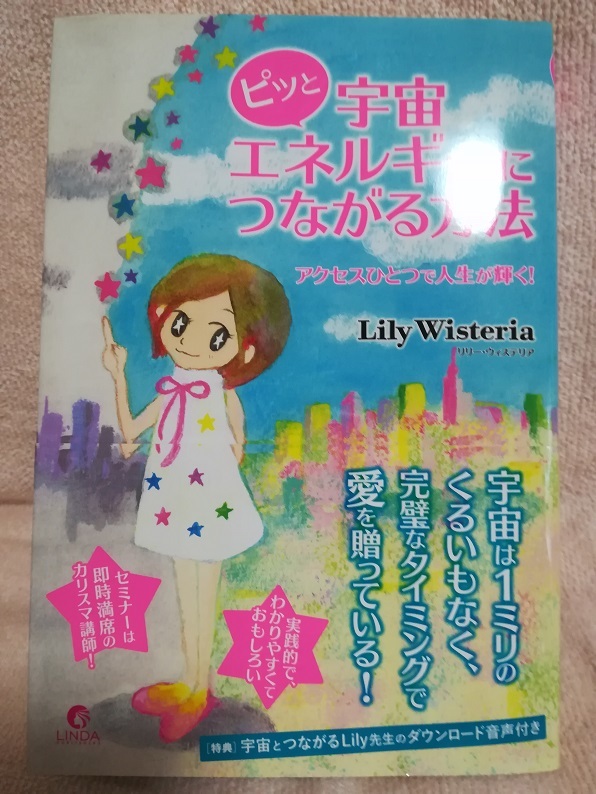 ピッと
宇宙
エネルギーに
つながる方法
アクセスひとつで人生が輝く!
Lily Wisteria
リリー・ウィステリア
宇宙は1ミリの
くるいもなく、
完璧なタイミングで
愛を贈っている!
セミナーは
即時満席の
カリスマ講師!
実践的で、
わかりやすくて
おもしろい
LINDA
[特典]宇宙とつながるLily先生のダウンロード音声付き